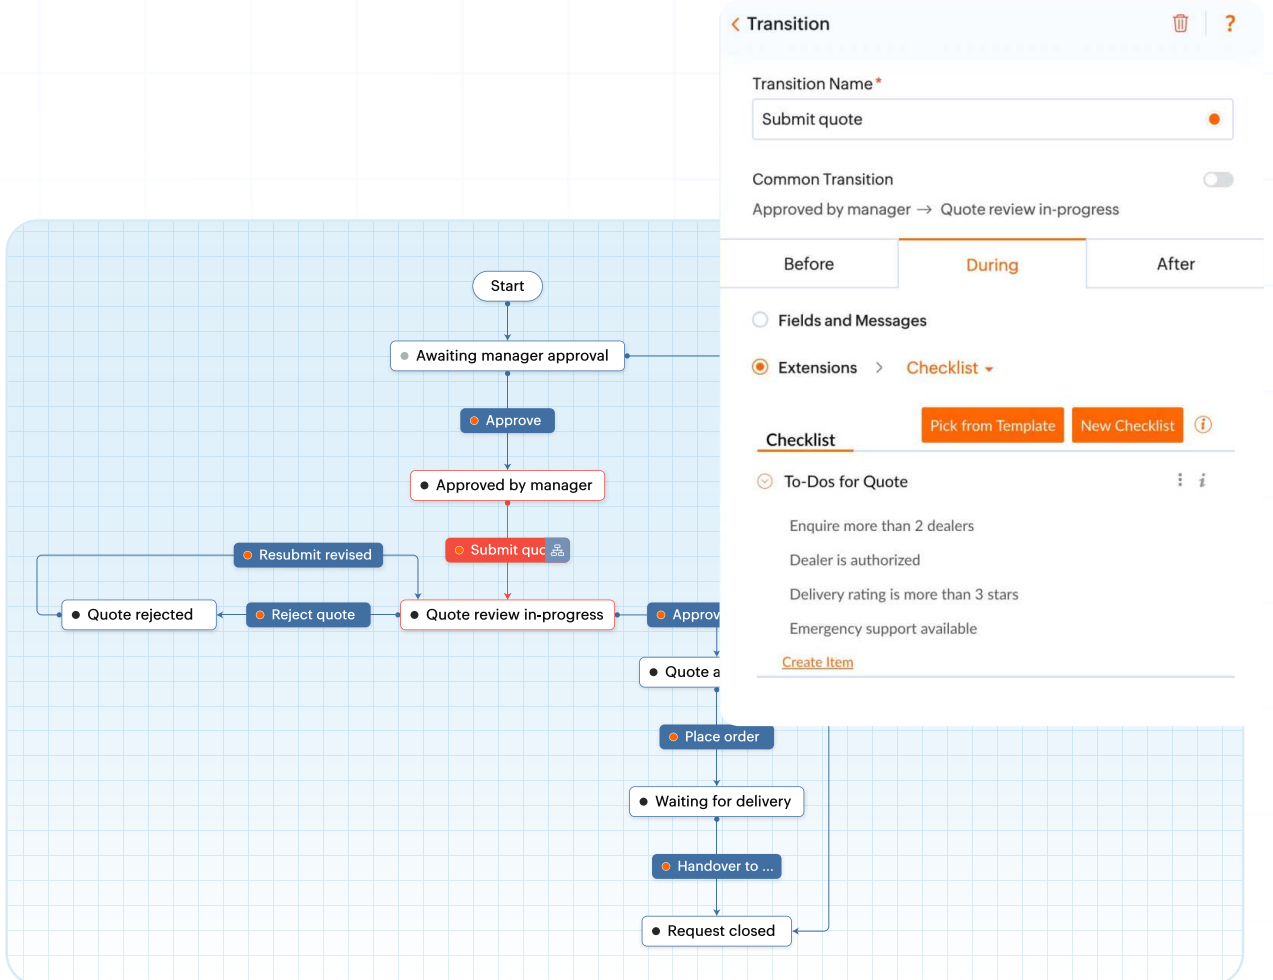 Transition
?
Transition Name*
Submit quote
Common Transition
Approved by manager → Quote review in-progress
Before
During
After
Fields and Messages
Extensions > Checklist
Checklist
Pick from Template
New Checklist
i
To-Dos for Quote
i
Enquire more than 2 dealers
Dealer is authorized
Delivery rating is more than 3 stars
Emergency support available
Create Item
Start
Awaiting manager approval
Approve
Approved by manager
Submit quo
Resubmit revised
Quote rejected
Reject quote
Quote review in-progress
Approv
Quote a
Place order
Waiting for delivery
Handover to ...
Request closed